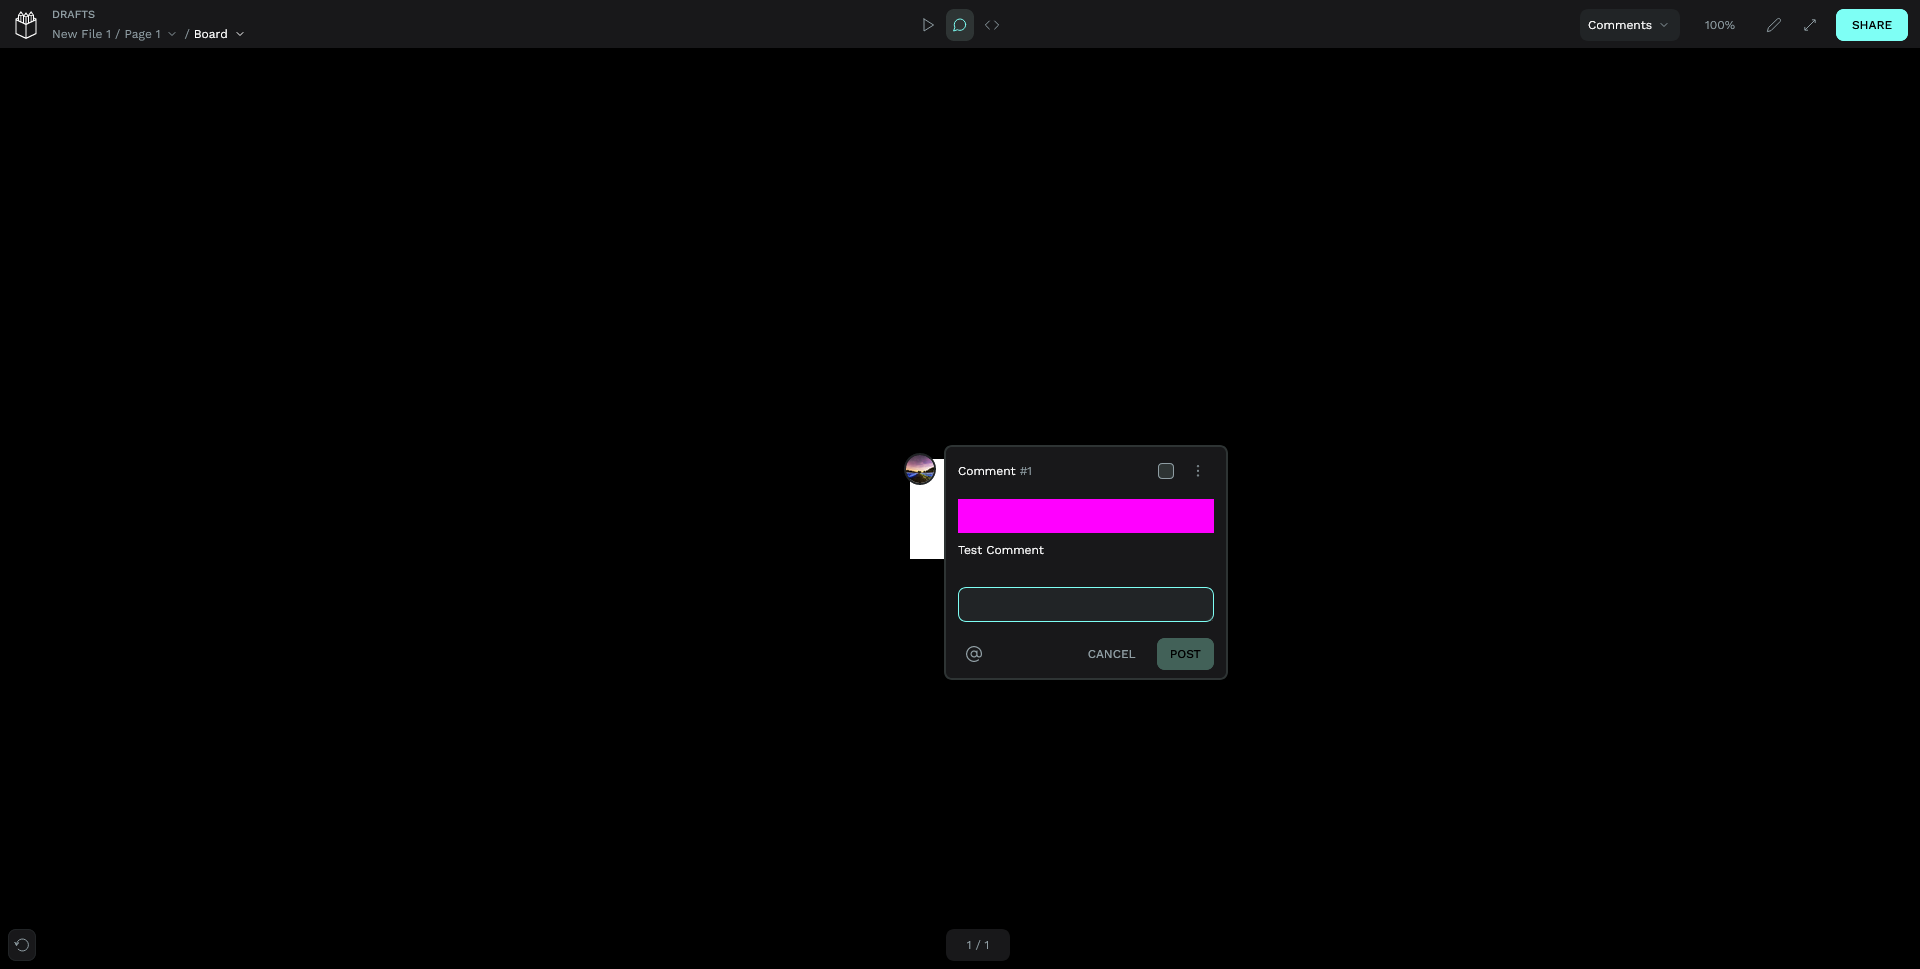 DRAFTS
New File 1 / Page 1 / Board
Comments
100%
SHARE
Comment #1
Test Comment
CANCEL
POST
1 / 1